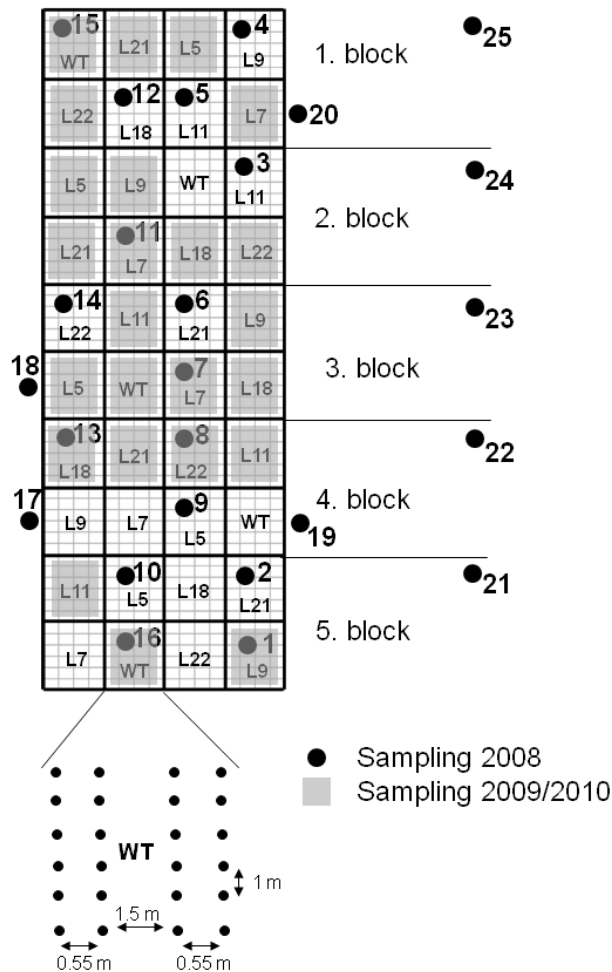 15 4 25
WT L21 L5 L9 1. block
12 5 20
L22 L18 L11 L7
3 24
L5 L9 WT L11
11 2. block
L21 L7 L18 L22
14 6 23
L22 L11 L21 L9
18 7 3. block
L5 WT L7 L18
13 8 22
L18 L21 L22 L11
17 9 4. block
L9 L7 L5 WT 19
10 2 21
L11 L5 L18 L21
16 1 5. block
L7 WT L22 L9
Sampling 2008
Sampling 2009/2010
WT
1 m
1.5 m
0.55 m 0.55 m